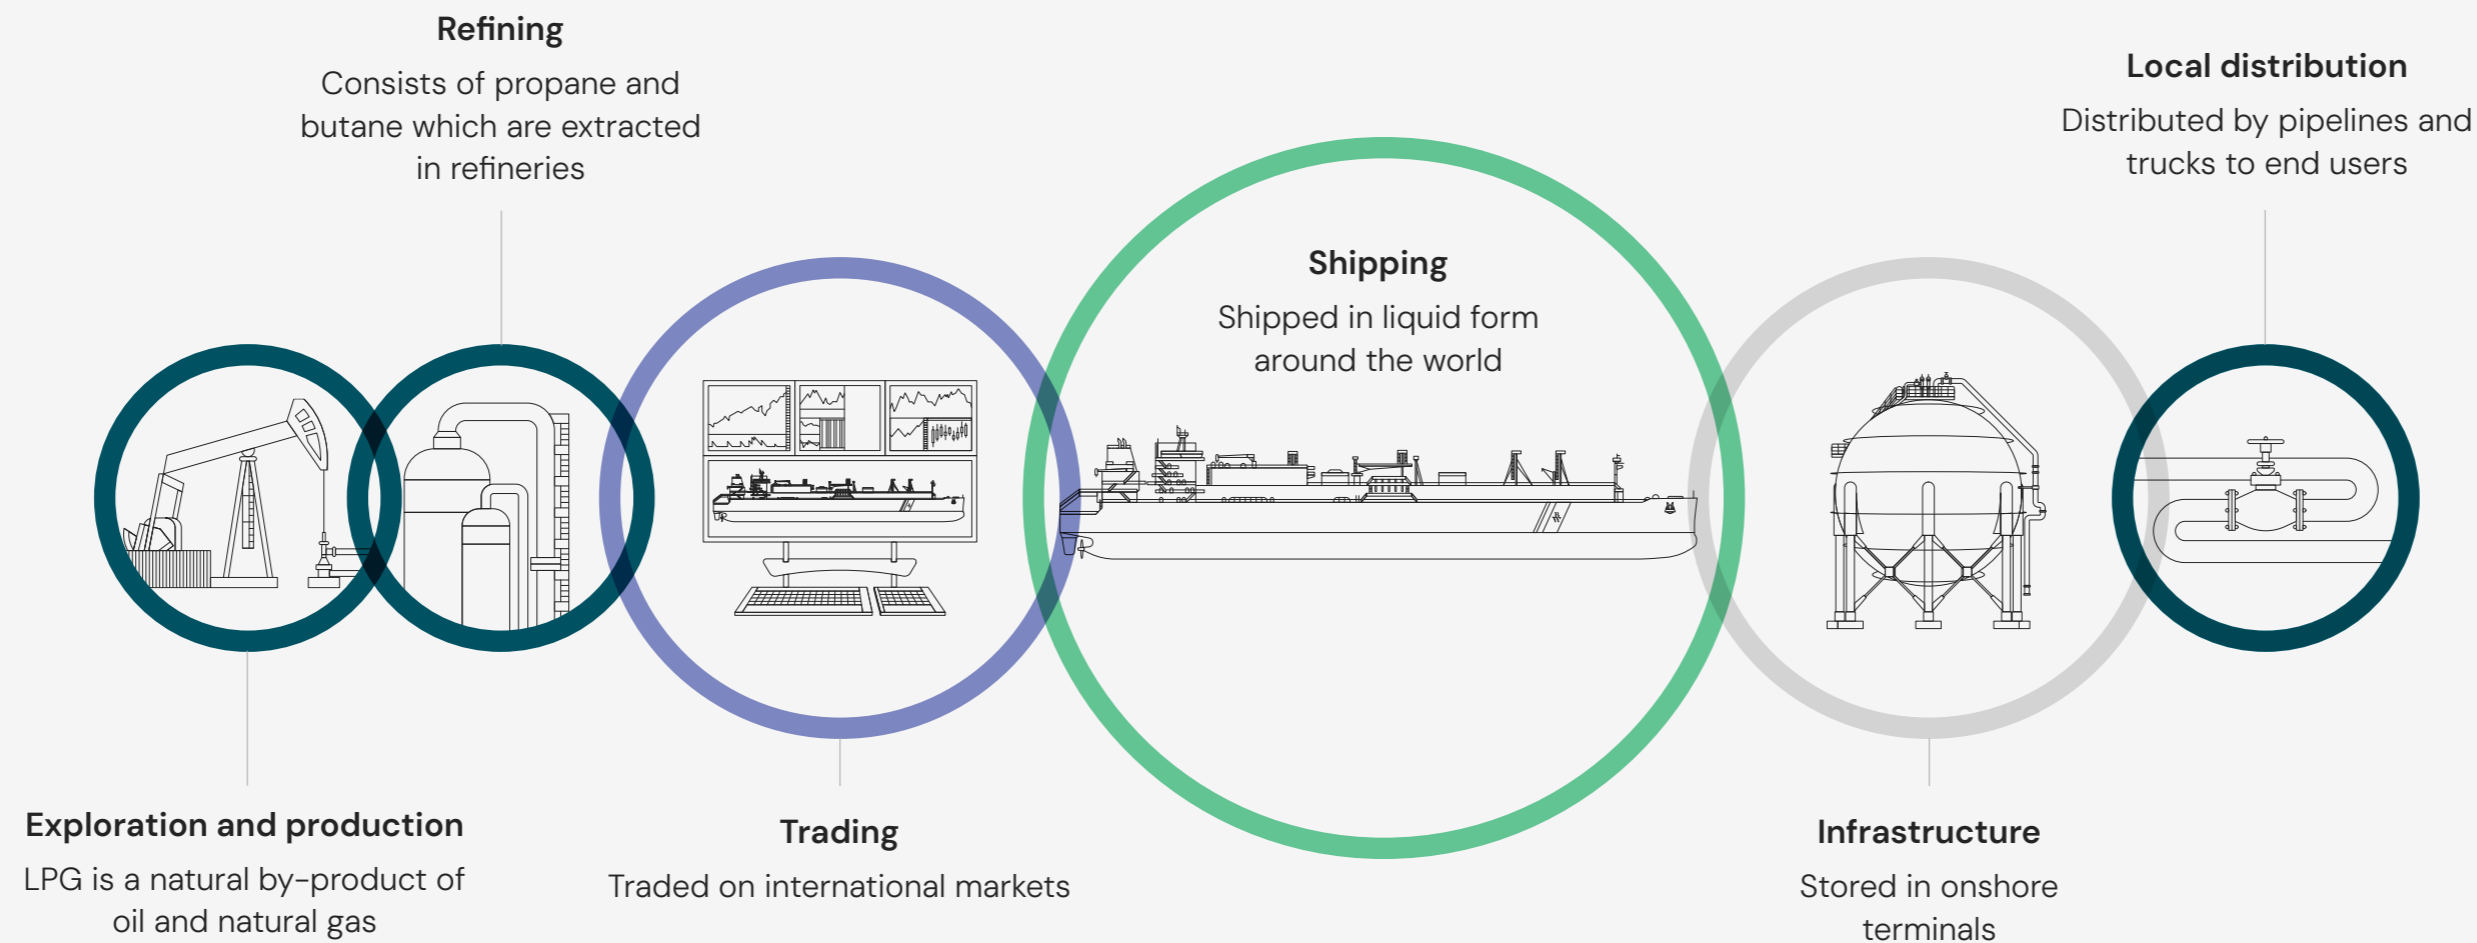 Refining
Consists of propane and
butane which are extracted
in refineries
Local distribution
Distributed by pipelines and
trucks to end users
Shipping
Shipped in liquid form
around the world
Exploration and production
LPG is a natural by-product of
oil and natural gas
Trading
Traded on international markets
Infrastructure
Stored in onshore
terminals